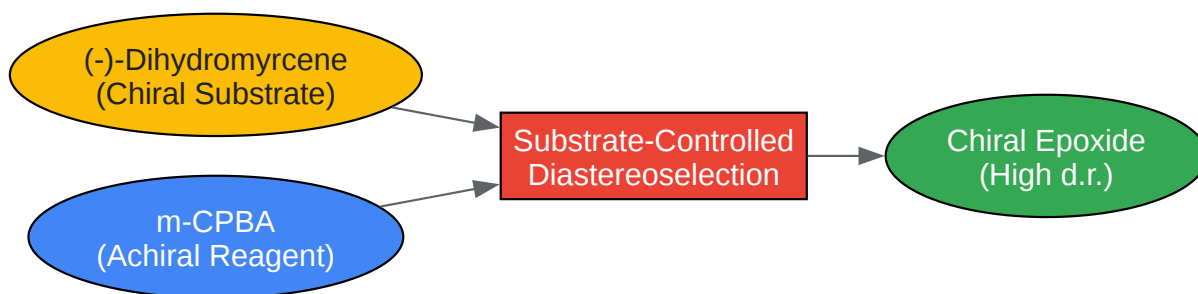 (-)-Dihydromyrcene
(Chiral Substrate)
m-CPBA
(Achiral Reagent)
Substrate-Controlled
Diastereoselection
Chiral Epoxide
(High d.r.)